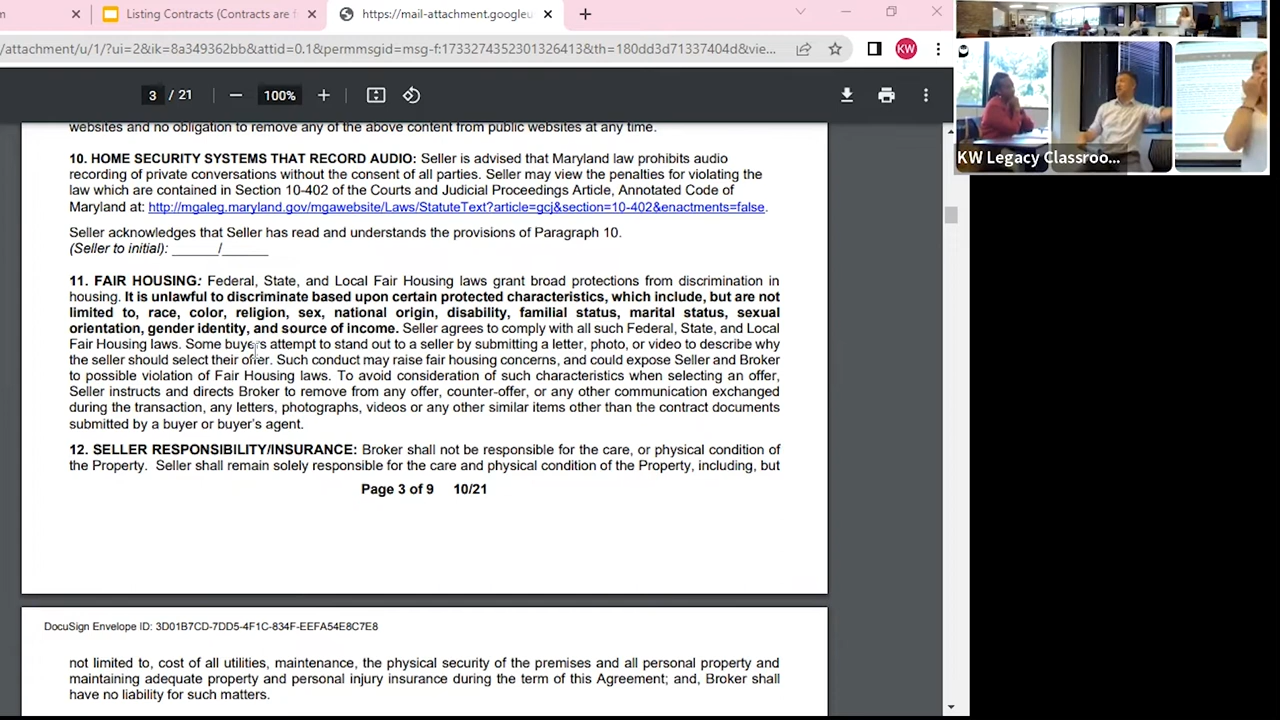 Listing Contracts (Contracts are f
https://mail-attachment.googleu
/attachment/u/1/?ui=2&ik=8a349362bb&attid=0.1&permmsgid=msg-f:1733274352301326413&th=180dd3d71337404d&vie...
KW
3 / 21
100%
websites and no obligation to remove any of the above content from public websites at any time.
10. HOME SECURITY SYSTEMS THAT RECORD AUDIO: Seller is advised that Maryland law prohibits audio
recording of private conversations without the consent of all parties. Seller may view the penalties for violating the
law which are contained in Section 10-402 of the Courts and Judicial Proceedings Article, Annotated Code of
Maryland at: http://mgaleg.maryland.gov/mgawebsite/Laws/StatuteText?article=gcj&section=10-402&enactments=false.
Seller acknowledges that Seller has read and understands the provisions of Paragraph 10.
(Seller to initial): ______/______
11. FAIR HOUSING: Federal, State, and Local Fair Housing laws grant broad protections from discrimination in
housing. It is unlawful to discriminate based upon certain protected characteristics, which include, but are not
limited to, race, color, religion, sex, national origin, disability, familial status, marital status, sexual
orientation, gender identity, and source of income. Seller agrees to comply with all such Federal, State, and Local
Fair Housing laws. Some buyers attempt to stand out to a seller by submitting a letter, photo, or video to describe why
the seller should select their offer. Such conduct may raise fair housing concerns, and could expose Seller and Broker
to possible violation of Fair Housing laws. To avoid consideration of such characteristics when selecting an offer,
Seller instructs and directs Broker to remove from any offer, counter-offer, or any other communication exchanged
during the transaction, any letters, photographs, videos or any other similar items other than the contract documents
submitted by a buyer or buyer's agent.
12. SELLER RESPONSIBILITY/INSURANCE: Broker shall not be responsible for the care, or physical condition of
the Property. Seller shall remain solely responsible for the care and physical condition of the Property, including, but
Page 3 of 9 10/21
DocuSign Envelope ID: 3D01B7CD-7DD5-4F1C-834F-EEFA54E8C7E8
not limited to, cost of all utilities, maintenance, the physical security of the premises and all personal property and
maintaining adequate property and personal injury insurance during the term of this Agreement; and, Broker shall
have no liability for such matters.
KW Legacy Classroo...